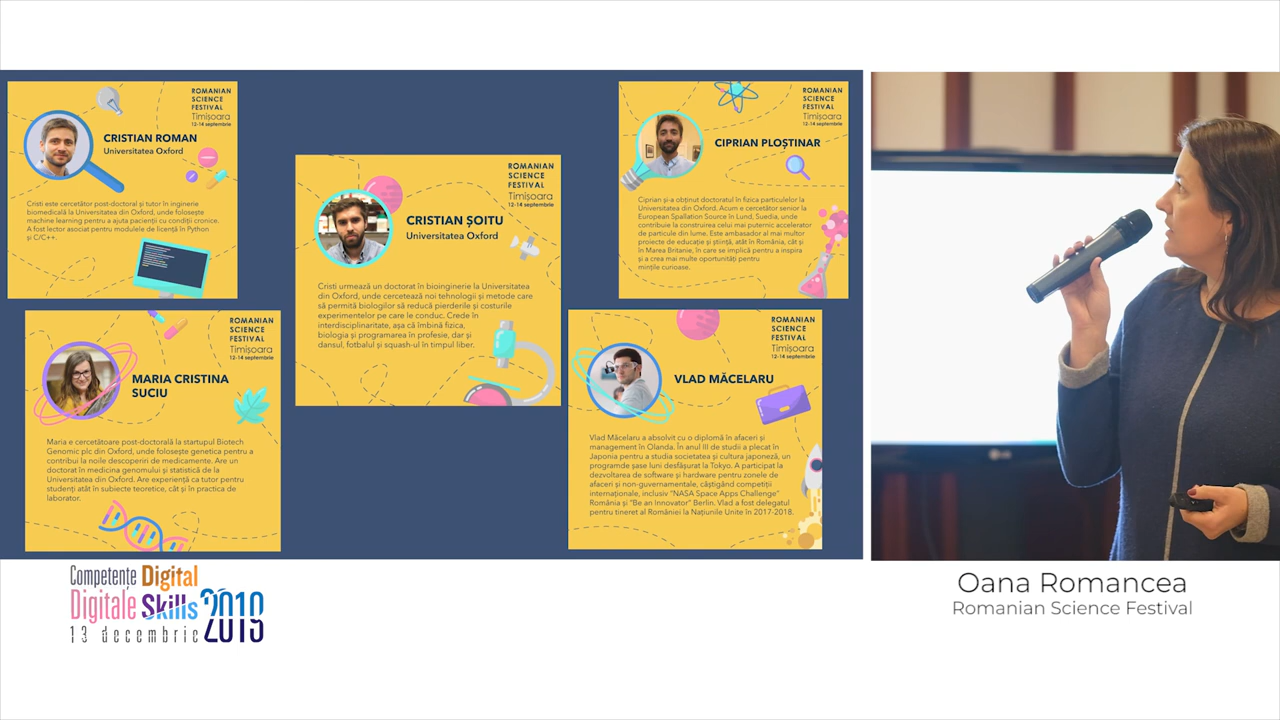 ROMANIAN
SCIENCE
FESTIVAL
Timișoara
12-14 septembrie
CRISTIAN ROMAN
Universitatea Oxford
Cristi este cercetător post-doctoral și tutor în inginerie
biomedicală la Universitatea din Oxford, unde folosește
machine learning pentru a ajuta pacienții cu condiții cronice.
A fost lector asociat pentru modulele de licență în Python
și C/C++.
ROMANIAN
SCIENCE
FESTIVAL
Timișoara
12-14 septembrie
CRISTIAN ȘOITU
Universitatea Oxford
Cristi urmează un doctorat în bioinginerie la Universitatea
din Oxford, unde cercetează noi tehnologii și metode care
să permită biologilor să reducă pierderile și costurile
experimentelor pe care le conduc. Crede în
interdisciplinaritate, așa că îmbină fizica,
biologia și programarea în profesie, dar și
dansul, fotbalul și squash-ul în timpul liber.
ROMANIAN
SCIENCE
FESTIVAL
Timișoara
12-14 septembrie
CIPRIAN PLOȘTINAR
Ciprian și-a obținut doctoratul în fizica particulelor la
Universitatea din Oxford. Acum e cercetător senior la
European Spallation Source în Lund, Suedia, unde
contribuie la construirea celui mai puternic accelerator
de particule din lume. Este ambasador al mai multor
proiecte de educație și știință, atât în România, cât și
în Marea Britanie, în care se implică pentru a inspira
și a crea mai multe oportunități pentru
mințile curioase.
ROMANIAN
SCIENCE
FESTIVAL
Timișoara
12-14 septembrie
MARIA CRISTINA
SUCIU
Maria e cercetătoare post-doctorală la startupul Biotech
Genomic plc din Oxford, unde folosește genetica pentru a
contribui la noile descoperiri de medicamente. Are un
doctorat în medicina genomului și statistică de la
Universitatea din Oxford. Are experiență ca tutor pentru
studenți atât în subiecte teoretice, cât și în practica de
laborator.
ROMANIAN
SCIENCE
FESTIVAL
Timișoara
12-14 septembrie
VLAD MĂCELARU
Vlad Măcelaru a absolvit cu o diplomă în afaceri și
management în Olanda. În anul III de studii a plecat în
Japonia pentru a studia societatea și cultura japoneză, un
programde șase luni desfășurat la Tokyo. A participat la
dezvoltarea de software și hardware pentru zonele de
afaceri și non-guvernamentale, câștigând competiții
internaționale, inclusiv "NASA Space Apps Challenge"
România și "Be an Innovator" Berlin. Vlad a fost delegatul
pentru tineret al României la Națiunile Unite în 2017-2018.
LG
Competențe Digital
Digitale Skills 2019
13 decembrie
Oana Romancea
Romanian Science Festival